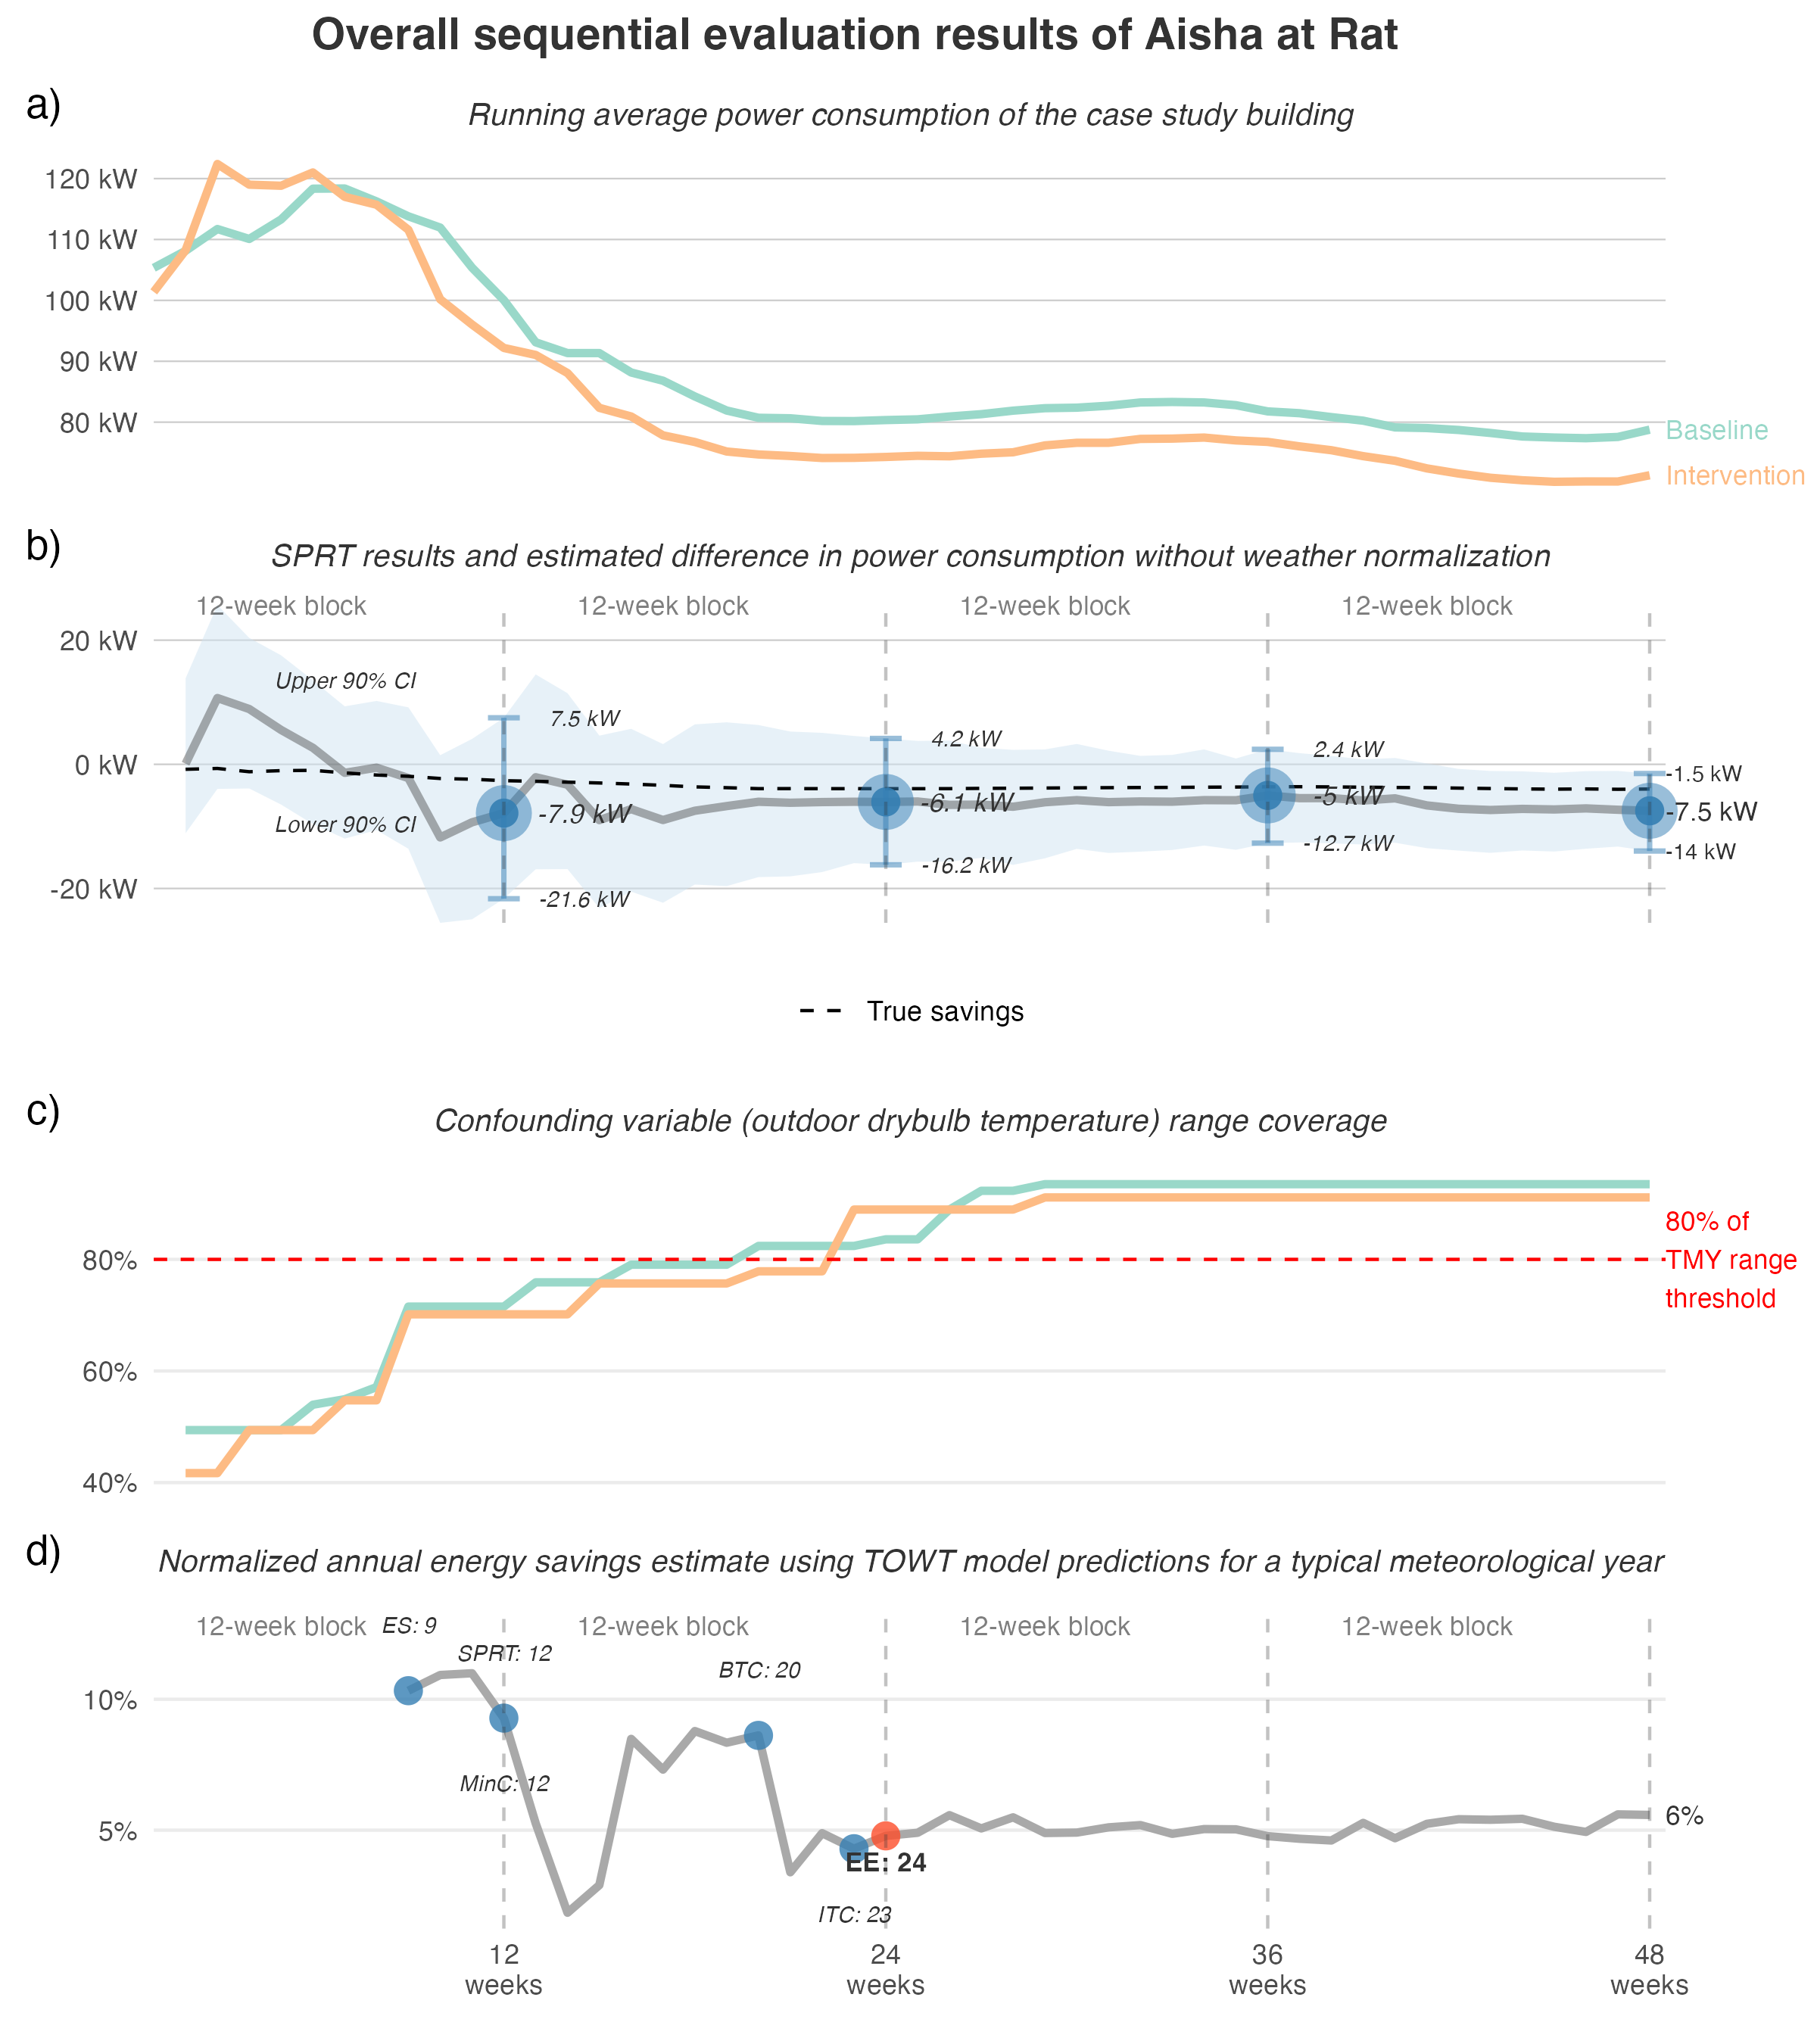 Overall sequential evaluation results of Aisha at Rat
a)
Running average power consumption of the case study building
120 kW
110 kW
100 kW
90 kW
80 kW
Baseline
Intervention
b)
SPRT results and estimated difference in power consumption without weather normalization
12-week block 12-week block 12-week block 12-week block
20 kW
0 kW
-20 kW
Upper 90% CI
Lower 90% CI
7.5 kW
-7.9 kW
-21.6 kW
4.2 kW
-6.1 kW
-16.2 kW
2.4 kW
-5 kW
-12.7 kW
-1.5 kW
-7.5 kW
-14 kW
True savings
c)
Confounding variable (outdoor drybulb temperature) range coverage
80%
60%
40%
80% of
TMY range
threshold
d)
Normalized annual energy savings estimate using TOWT model predictions for a typical meteorological year
12-week block 12-week block 12-week block 12-week block
ES: 9
SPRT: 12
BTC: 20
10%
MinC: 12
5%
6%
EE: 24
ITC: 23
12
weeks
24
weeks
36
weeks
48
weeks